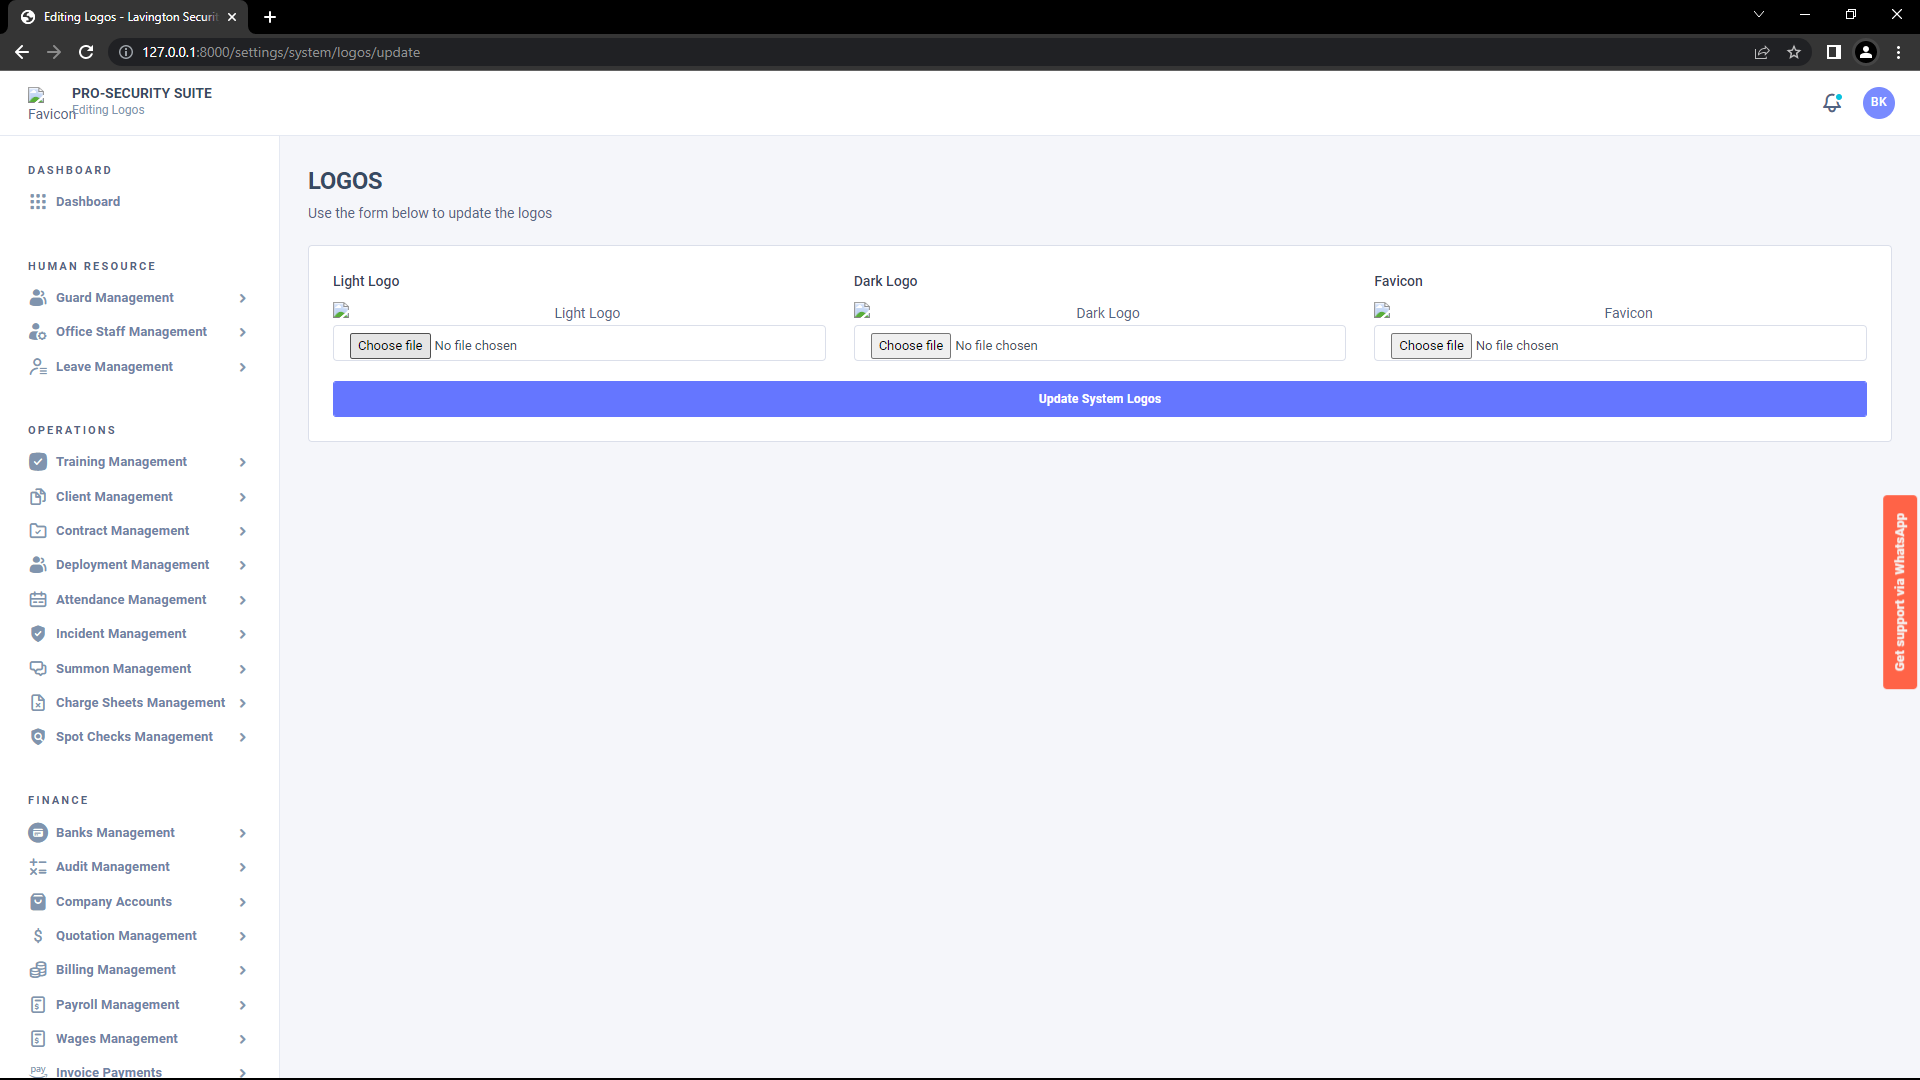 Editing Logos - Lavington Securit
127.0.0.1:8000/settings/system/logos/update
Favicon
PRO-SECURITY SUITE
Editing Logos
BK
DASHBOARD
Dashboard
HUMAN RESOURCE
Guard Management
Office Staff Management
Leave Management
OPERATIONS
Training Management
Client Management
Contract Management
Deployment Management
Attendance Management
Incident Management
Summon Management
Charge Sheets Management
Spot Checks Management
FINANCE
Banks Management
Audit Management
Company Accounts
Quotation Management
Billing Management
Payroll Management
Wages Management
pay Invoice Payments
LOGOS
Use the form below to update the logos
Light Logo
Light Logo
Choose file No file chosen
Dark Logo
Dark Logo
Choose file No file chosen
Favicon
Favicon
Choose file No file chosen
Update System Logos
Get support via WhatsApp